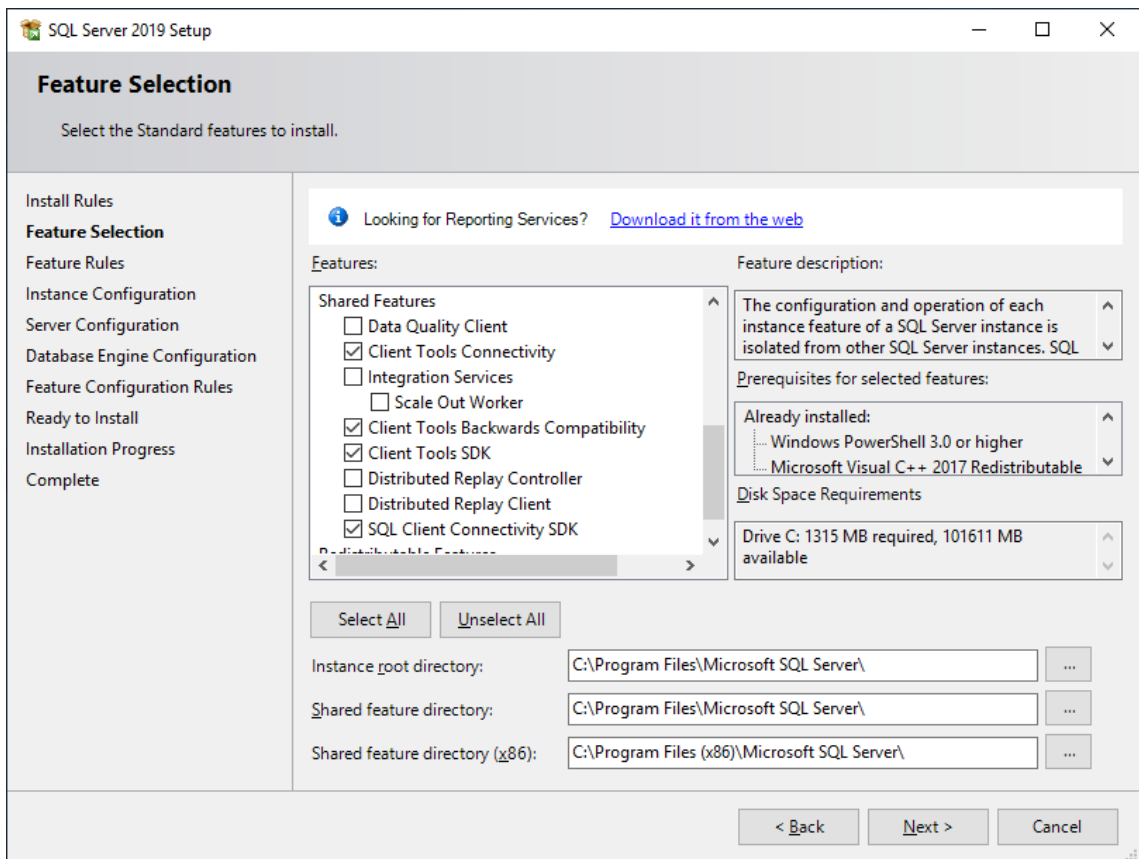 SQL Server 2019 Setup
Feature Selection
Select the Standard features to install.
Install Rules
Feature Selection
Feature Rules
Instance Configuration
Server Configuration
Database Engine Configuration
Feature Configuration Rules
Ready to Install
Installation Progress
Complete
Looking for Reporting Services? Download it from the web
Features:
Shared Features
Data Quality Client
Client Tools Connectivity
Integration Services
Scale Out Worker
Client Tools Backwards Compatibility
Client Tools SDK
Distributed Replay Controller
Distributed Replay Client
SQL Client Connectivity SDK
Redistributable Features
Feature description:
The configuration and operation of each
instance feature of a SQL Server instance is
isolated from other SQL Server instances. SQL
Prerequisites for selected features:
Already installed:
Windows PowerShell 3.0 or higher
Microsoft Visual C++ 2017 Redistributable
Disk Space Requirements
Drive C: 1315 MB required, 101611 MB
available
Select All
Unselect All
Instance root directory:
C:\Program Files\Microsoft SQL Server\
...
Shared feature directory:
C:\Program Files\Microsoft SQL Server\
...
Shared feature directory (x86):
C:\Program Files (x86)\Microsoft SQL Server\
...
< Back
Next >
Cancel